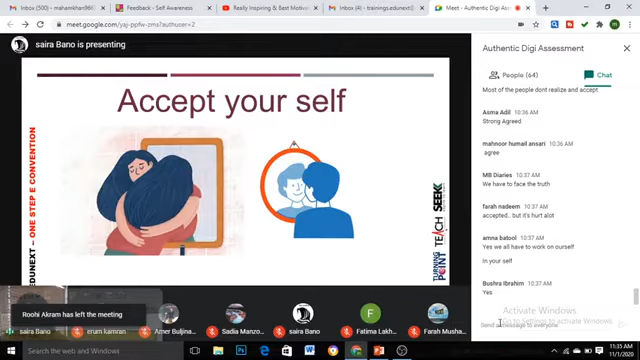 Inbox (500) - mahamkhan966
Feedback - Self Awareness
Really Inspiring & Best Motivat
Inbox (4) - trainings.edunext@
Meet - Authentic Digi Assess
meet.google.com/yaj-ppfw-zms?authuser=2
saira Bano is presenting
Accept your self
EDUNEXT – ONE STEP E CONVENTION
TURNING POINT
TEACH
SEEK
Authentic Digi Assessment
People (64)
Chat
Most of the people dont realize and accept
Asma Adil 10:36 AM
Strong Agreed
mahnoor humail ansari 10:36 AM
agree
MB Diaries 10:37 AM
We have to face the truth
farah nadeem 10:37 AM
accepted.. but it's hurt alot
amna batool 10:37 AM
Yes we all have to work on ourself
In your self
Bushra Ibrahim 10:37 AM
Yes
Activate Windows
Go to Settings to activate Windows.
Send a message to everyone
Roohi Akram has left the meeting
saira Bano
erum kamran
Amer Buljina...
Sadia Manzo...
saira Bano
F
Fatima Lakh...
Farah Musha...
Search the web and Windows
11:35 AM